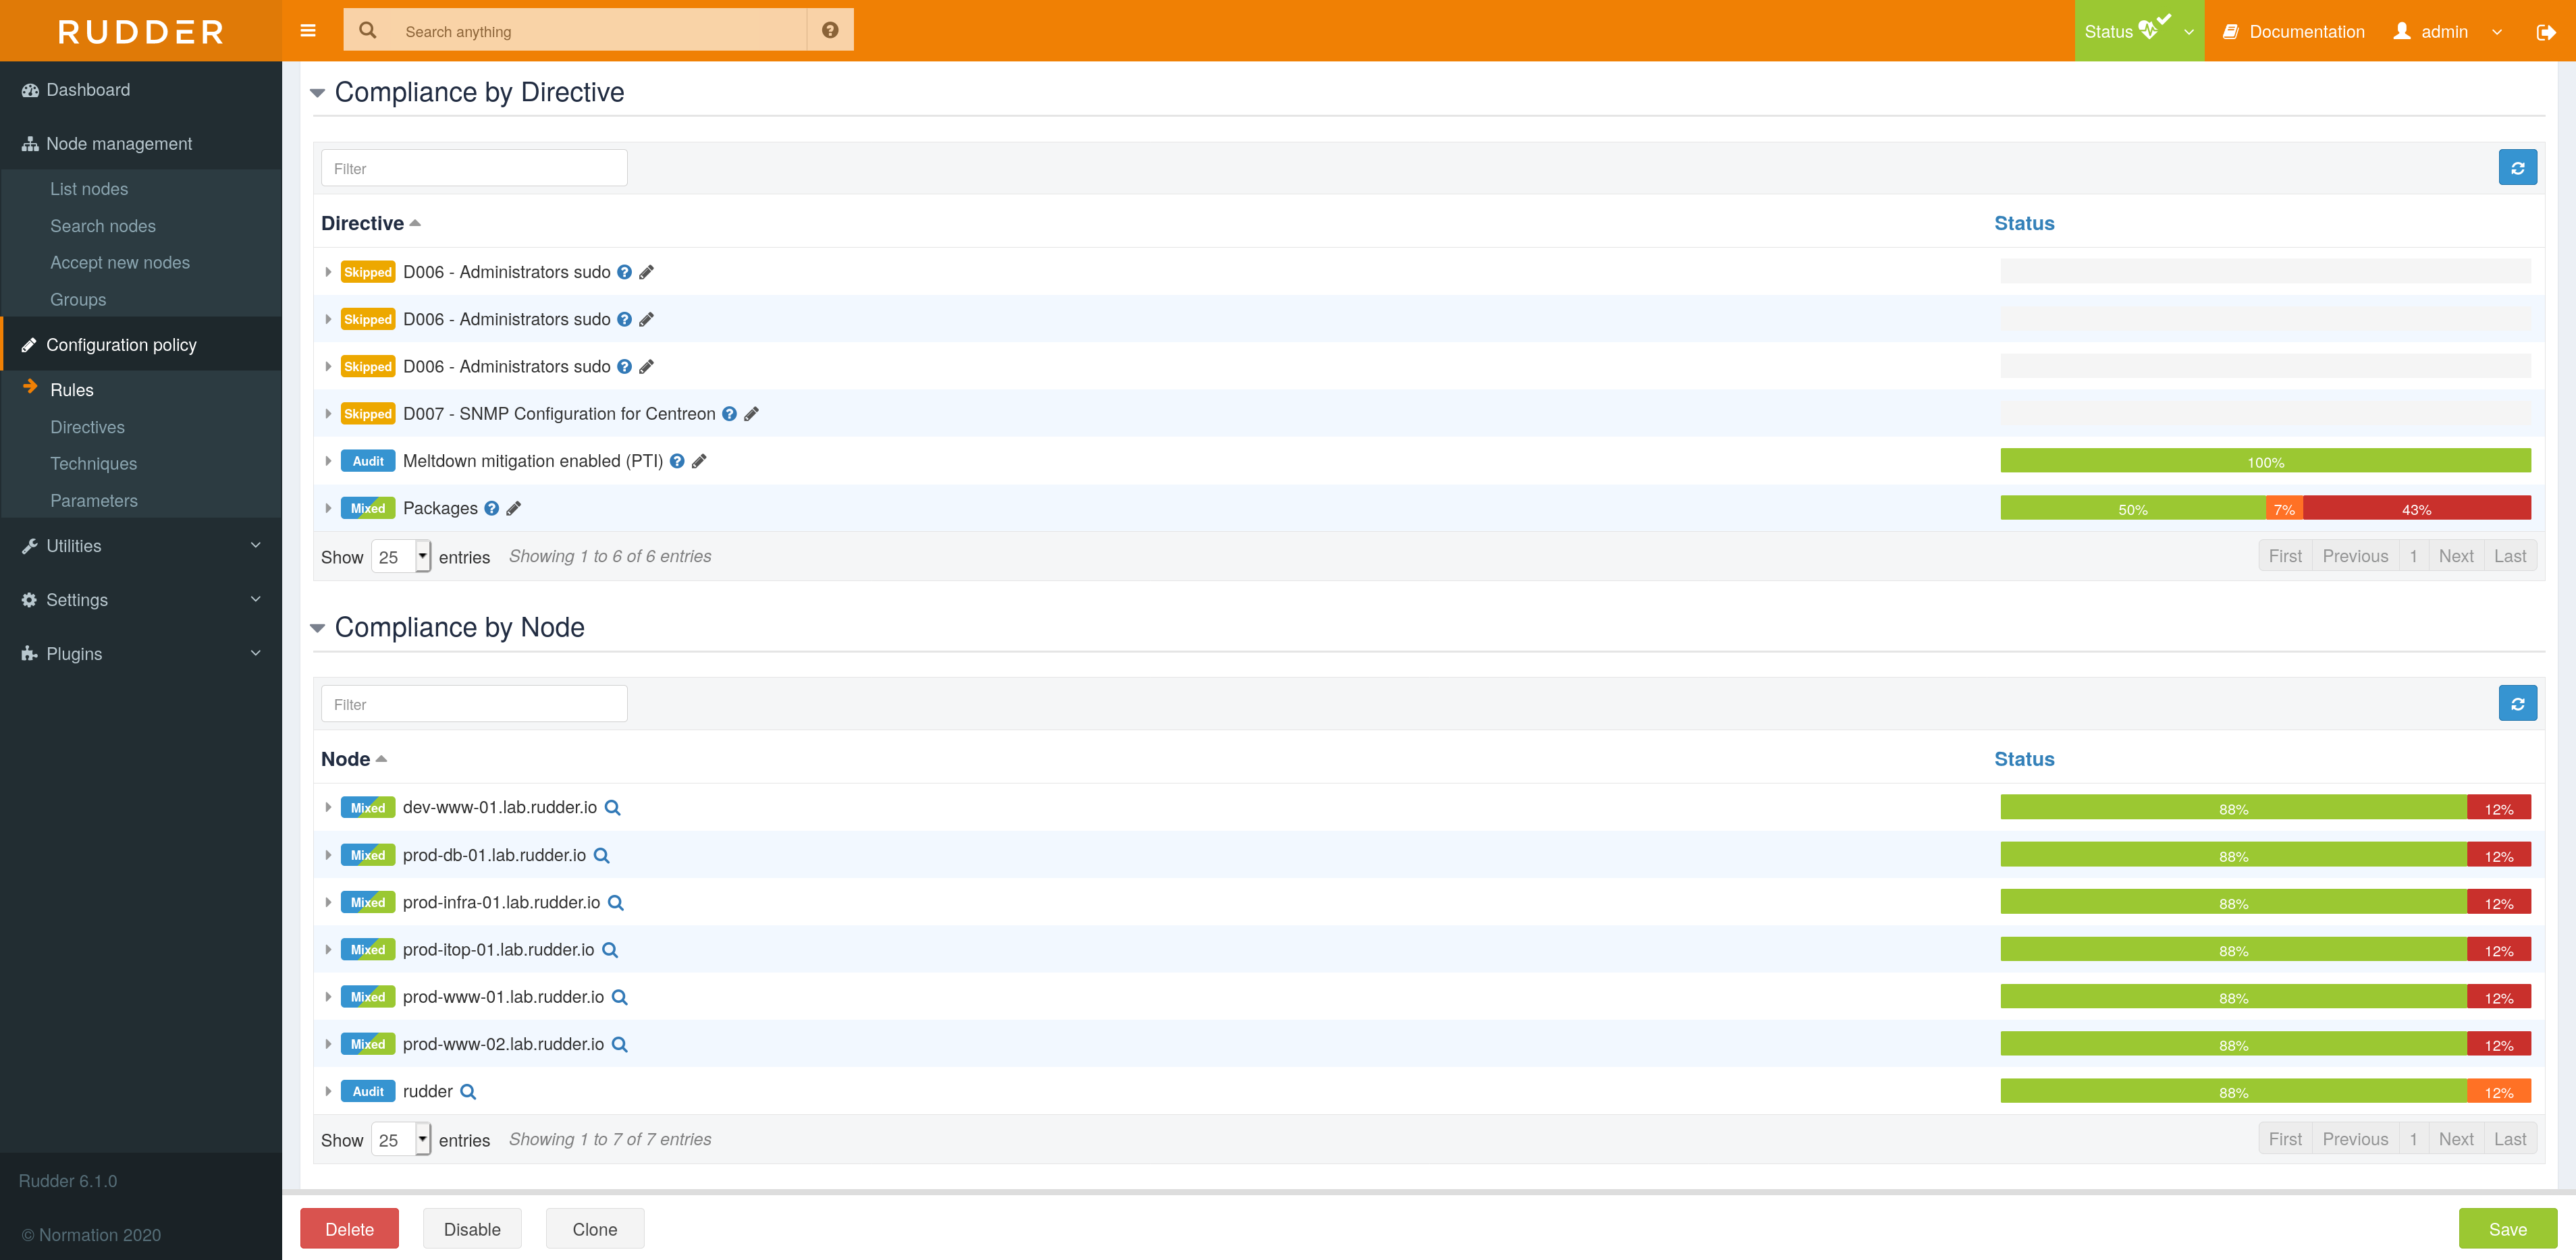 RUDDER
Search anything
Status
Documentation
admin
Dashboard
Node management
List nodes
Search nodes
Accept new nodes
Groups
Configuration policy
Rules
Directives
Techniques
Parameters
Utilities
Settings
Plugins
Rudder 6.1.0
© Normation 2020
Compliance by Directive
Filter
Directive Status
Skipped D006 - Administrators sudo
Skipped D006 - Administrators sudo
Skipped D006 - Administrators sudo
Skipped D007 - SNMP Configuration for Centreon
Audit Meltdown mitigation enabled (PTI) 100%
Mixed Packages 50% 7% 43%
Show 25 entries Showing 1 to 6 of 6 entries First Previous 1 Next Last
Compliance by Node
Filter
Node Status
Mixed dev-www-01.lab.rudder.io 88% 12%
Mixed prod-db-01.lab.rudder.io 88% 12%
Mixed prod-infra-01.lab.rudder.io 88% 12%
Mixed prod-itop-01.lab.rudder.io 88% 12%
Mixed prod-www-01.lab.rudder.io 88% 12%
Mixed prod-www-02.lab.rudder.io 88% 12%
Audit rudder 88% 12%
Show 25 entries Showing 1 to 7 of 7 entries First Previous 1 Next Last
Delete Disable Clone Save